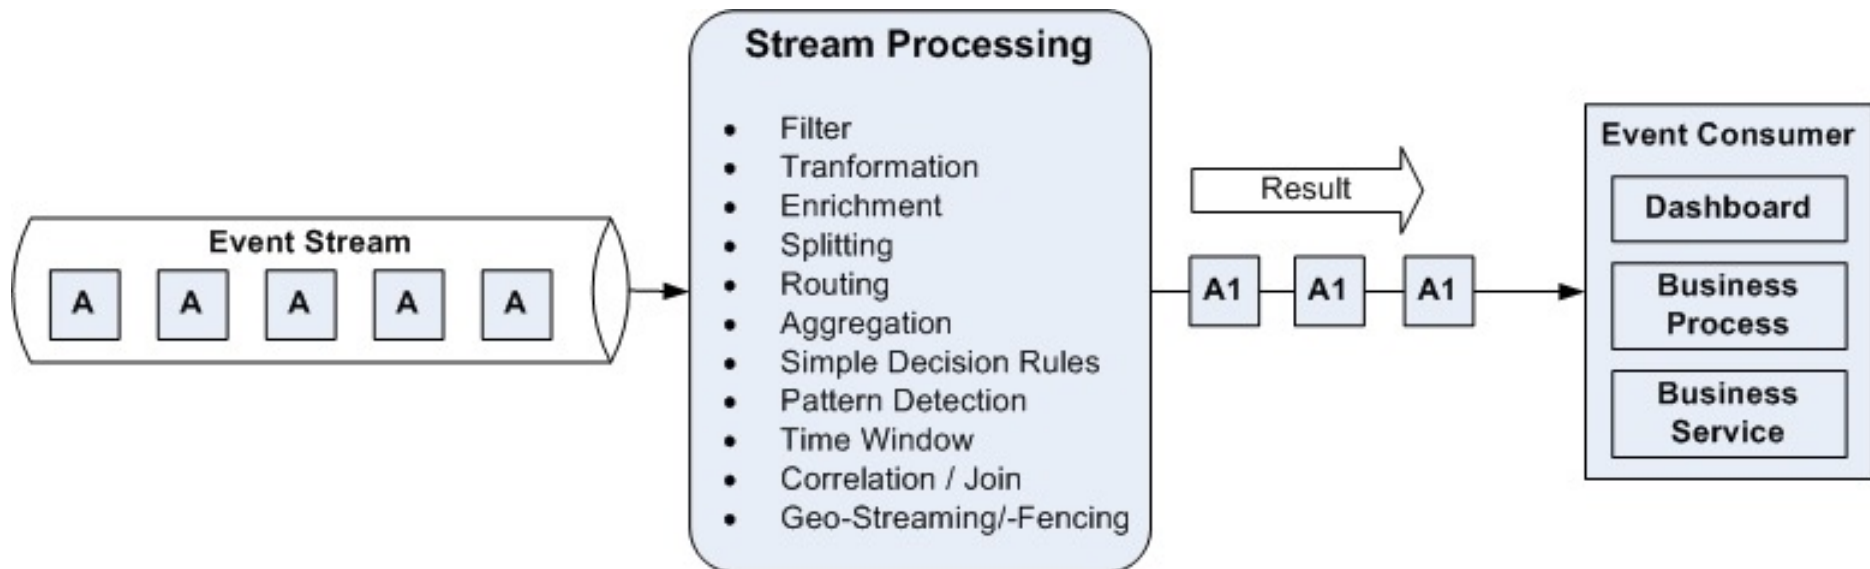 Stream Processing
• Filter
• Tranformation
• Enrichment
• Splitting
• Routing
• Aggregation
• Simple Decision Rules
• Pattern Detection
• Time Window
• Correlation / Join
• Geo-Streaming/-Fencing
Event Stream
A A A A A
Result
A1 A1 A1
Event Consumer
Dashboard
Business
Process
Business
Service